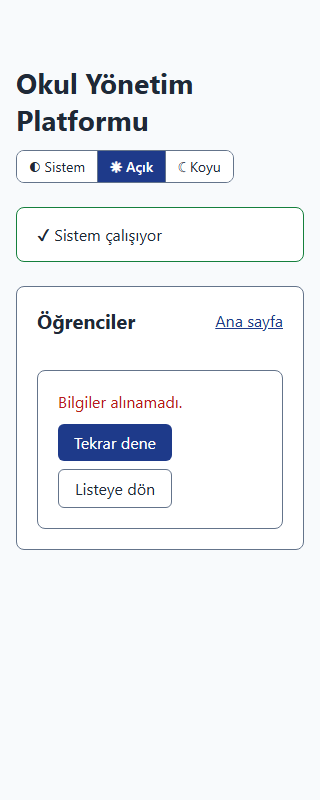 Okul Yönetim
Platformu
◐ Sistem ☀ Açık ☾ Koyu
✓ Sistem çalışıyor
Öğrenciler Ana sayfa
Bilgiler alınamadı.
Tekrar dene
Listeye dön